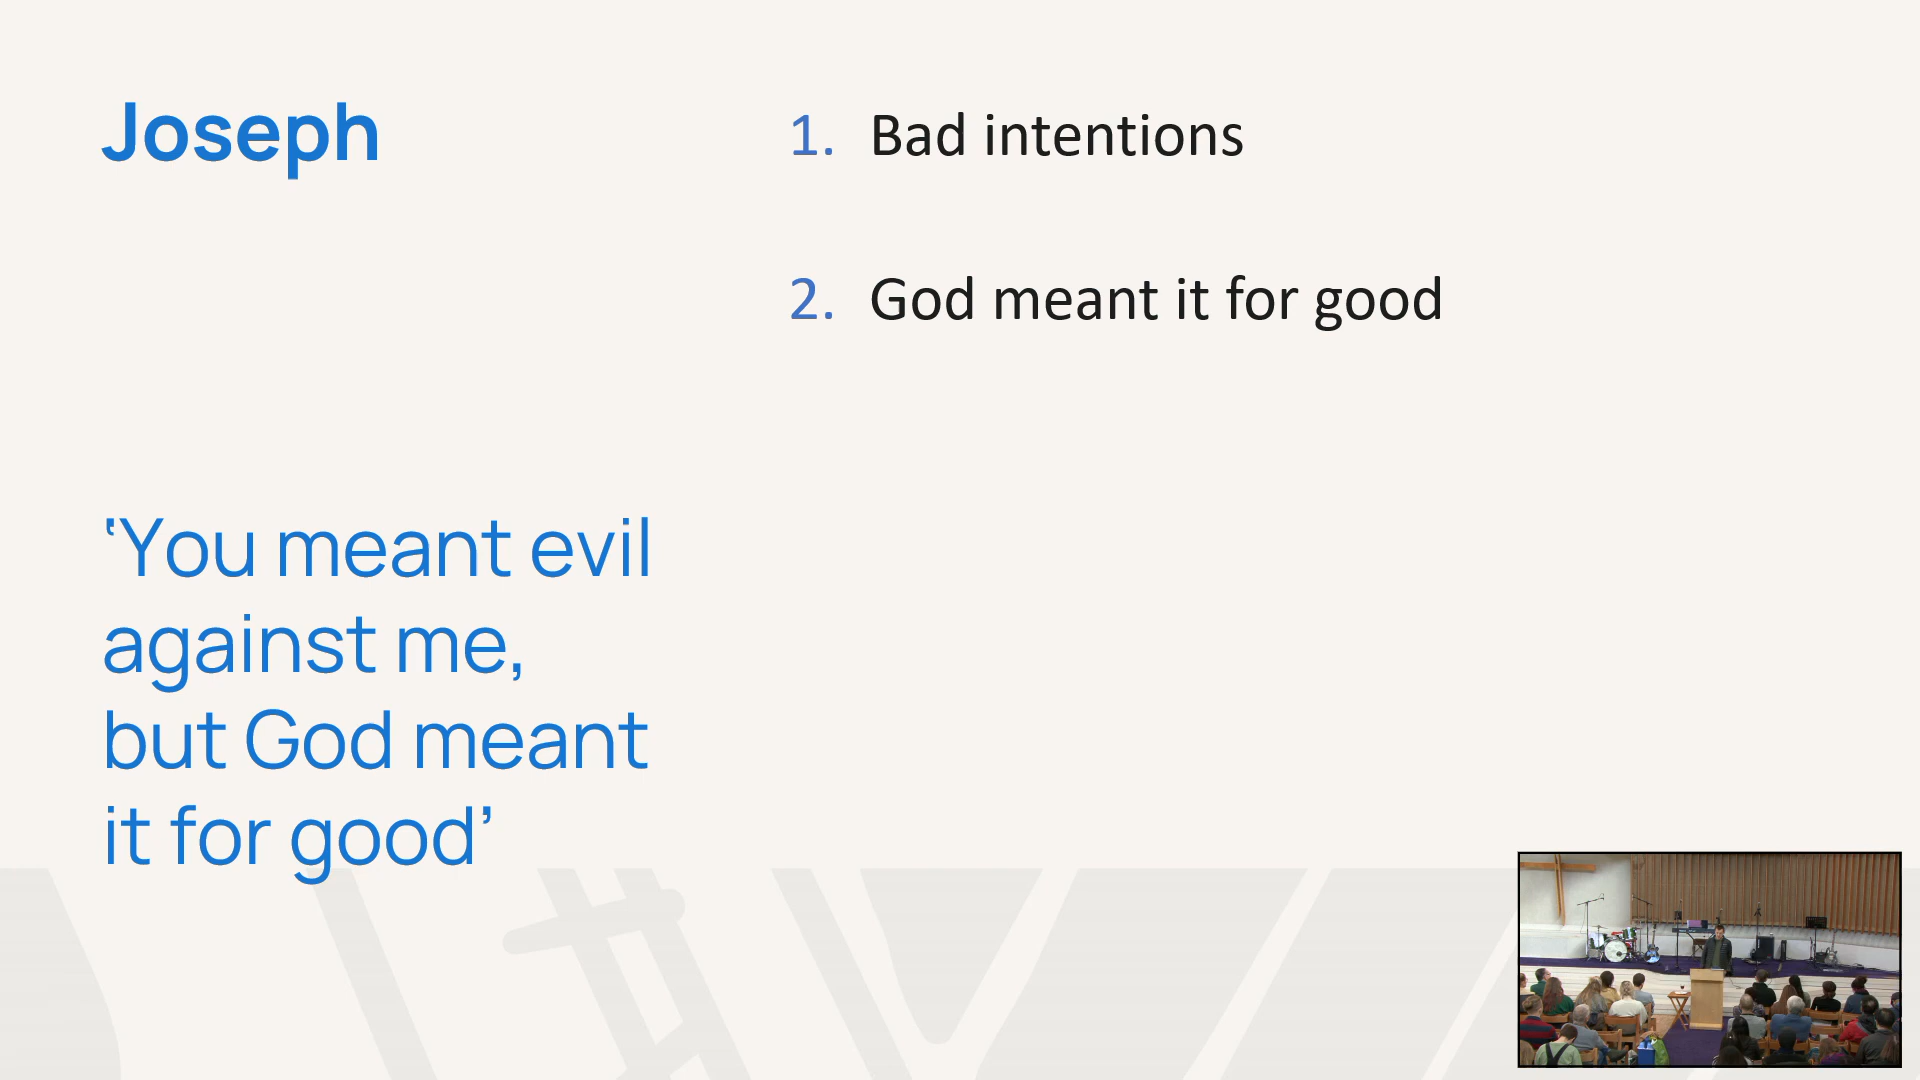 Joseph
1. Bad intentions
2. God meant it for good
‛You meant evil
against me,
but God meant
it for good’